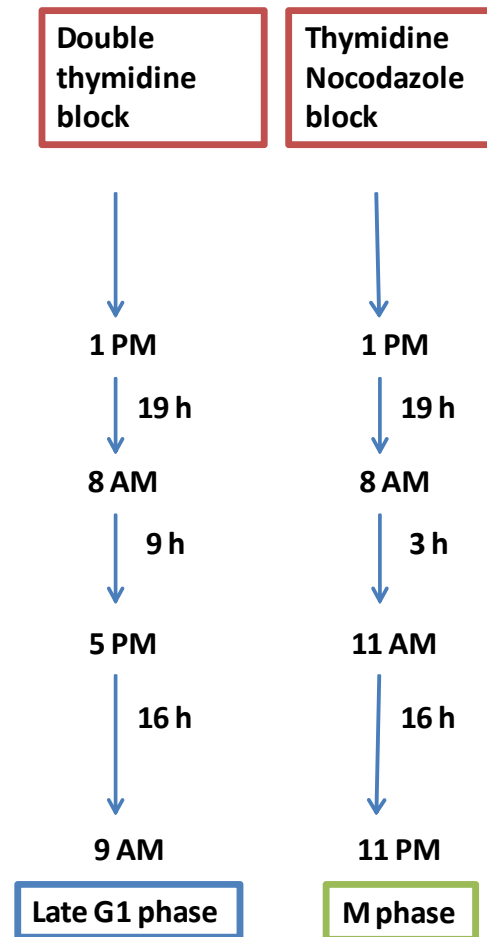 Double
thymidine
block
Thymidine
Nocodazole
block
1 PM
1 PM
19 h
19 h
8 AM
8 AM
9 h
3 h
5 PM
11 AM
16 h
16 h
9 AM
11 PM
Late G1 phase
M phase